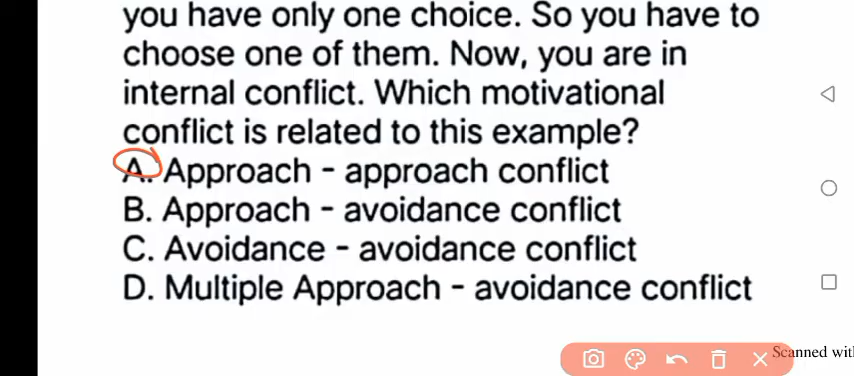 you have only one choice. So you have to
choose one of them. Now, you are in
internal conflict. Which motivational
conflict is related to this example?
A. Approach - approach conflict
B. Approach - avoidance conflict
C. Avoidance - avoidance conflict
D. Multiple Approach - avoidance conflict
Scanned wit